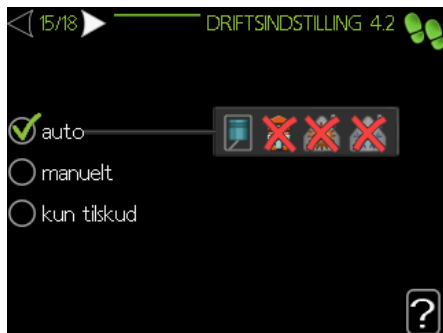 15/18 DRIFTSINDSTILLING 4.2
auto
manuelt
kun tilskud
?